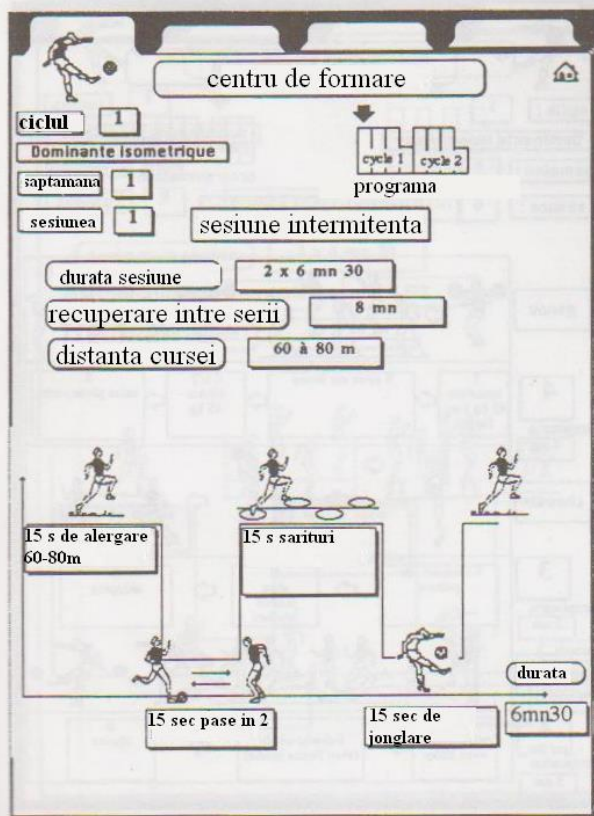 centru de formare
ciclul 1
Dominante isometrique
cycle 1 cycle 2
saptamana 1
programa
sesiunea 1
sesiune intermitenta
durata sesiune 2 x 6 mn 30
recuperare intre serii 8 mn
distanta cursei 60 à 80 m
15 s de alergare
60-80m
15 s sarituri
durata
15 sec pase in 2
15 sec de
jonglare
6mn30